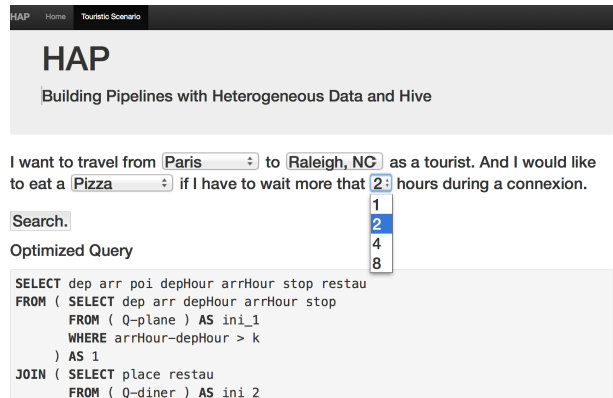 HAP Home Touristic Scenario
HAP
Building Pipelines with Heterogeneous Data and Hive
I want to travel from Paris to Raleigh, NC as a tourist. And I would like
to eat a Pizza if I have to wait more that 2 hours during a connexion.
1
2
4
8
Search.
Optimized Query
SELECT dep arr poi depHour arrHour stop restau
FROM ( SELECT dep arr depHour arrHour stop
FROM ( Q-plane ) AS ini_1
WHERE arrHour-depHour > k
) AS 1
JOIN ( SELECT place restau
FROM ( Q-diner ) AS ini 2